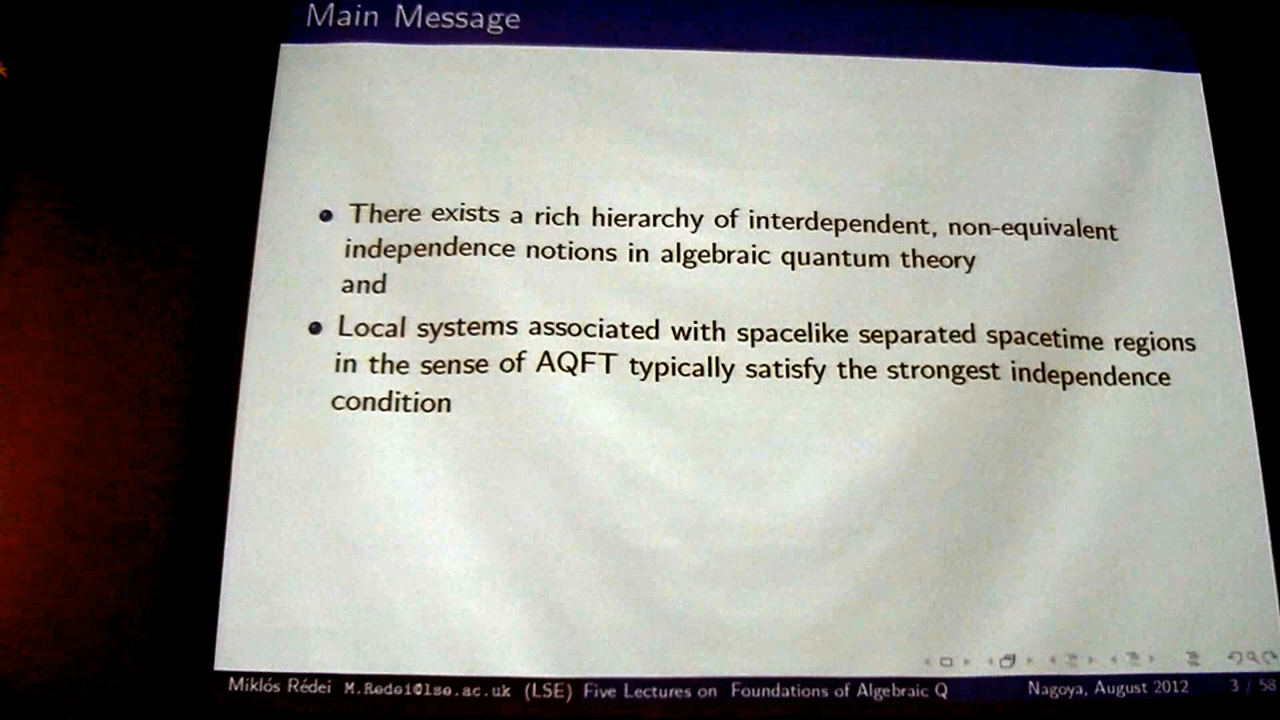 Main Message
There exists a rich hierarchy of interdependent, non-equivalent
independence notions in algebraic quantum theory
and
Local systems associated with spacelike separated spacetime regions
in the sense of AQFT typically satisfy the strongest independence
condition
Miklós Rédei M.Redei@lse.ac.uk (LSE) Five Lectures on Foundations of Algebraic Q Nagoya, August 2012 3 / 58